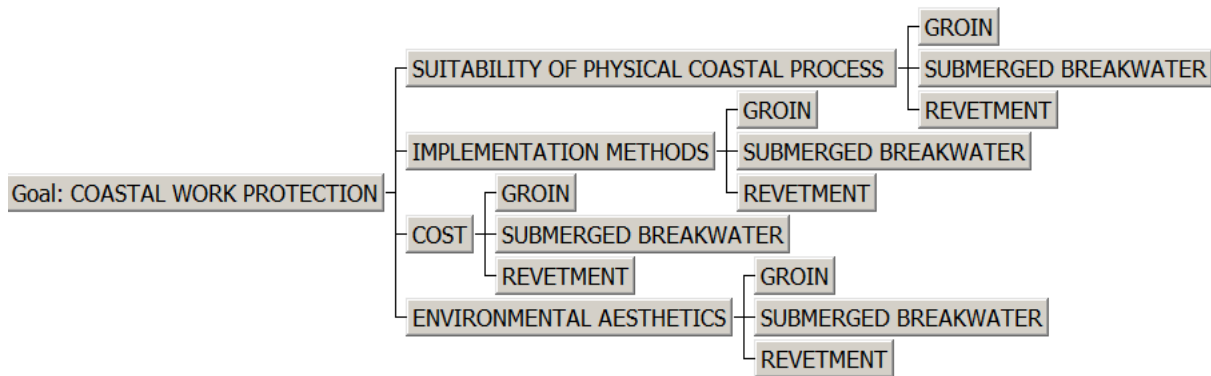 GROIN
SUITABILITY OF PHYSICAL COASTAL PROCESS
SUBMERGED BREAKWATER
REVETMENT
GROIN
IMPLEMENTATION METHODS
SUBMERGED BREAKWATER
REVETMENT
Goal: COASTAL WORK PROTECTION
GROIN
COST
SUBMERGED BREAKWATER
REVETMENT
GROIN
ENVIRONMENTAL AESTHETICS
SUBMERGED BREAKWATER
REVETMENT